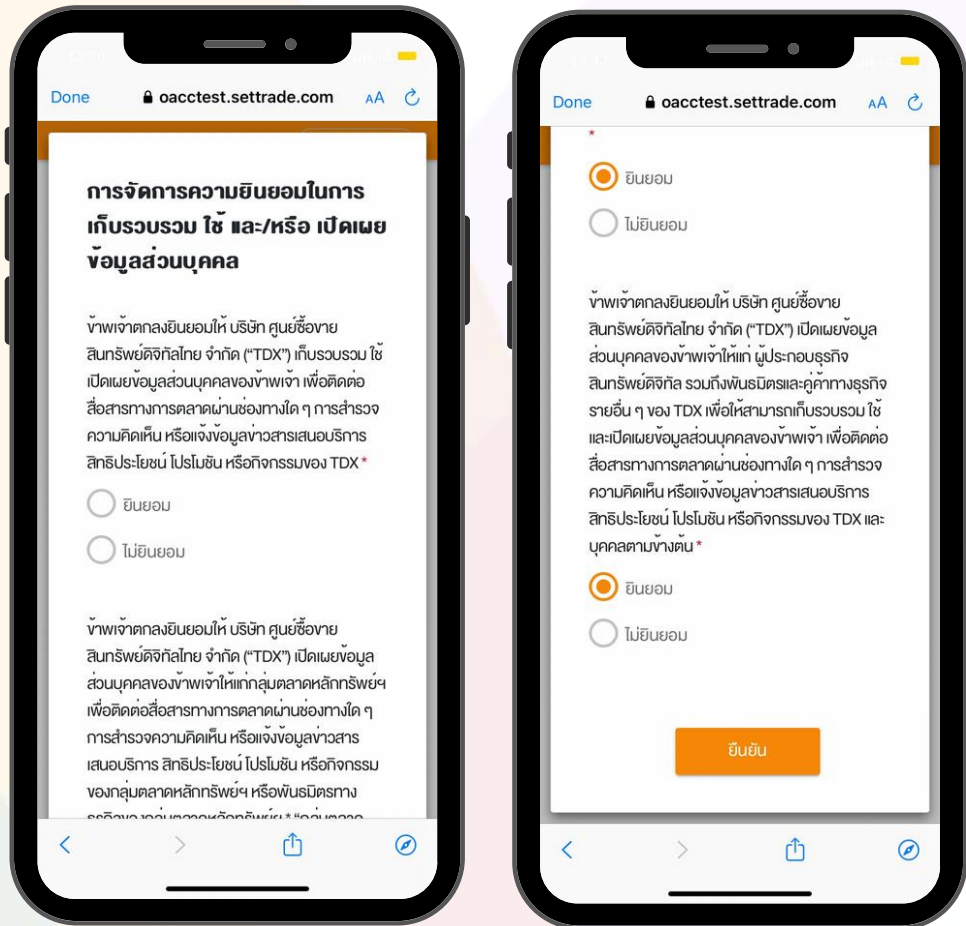 Done
oacctest.settrade.com
AA
การจัดการความยินยอมในการ
เก็บรวบรวม ใช้ และ/หรือ เปิดเผย
ข้อมูลส่วนบุคคล
ข้าพเจ้าตกลงยินยอมให้ บริษัท ศูนย์ซื้อขาย
สินทรัพย์ดิจิทัลไทย จำกัด (“TDX”) เก็บรวบรวม ใช้
เปิดเผยข้อมูลส่วนบุคคลของข้าพเจ้า เพื่อติดต่อ
สื่อสารทางการตลาดผ่านช่องทางใด ๆ การสำรวจ
ความคิดเห็น หรือแจ้งข้อมูลข่าวสารเสนอบริการ
สิทธิประโยชน์ โปรโมชัน หรือกิจกรรมของ TDX *
ยินยอม
ไม่ยินยอม
ข้าพเจ้าตกลงยินยอมให้ บริษัท ศูนย์ซื้อขาย
สินทรัพย์ดิจิทัลไทย จำกัด (“TDX”) เปิดเผยข้อมูล
ส่วนบุคคลของข้าพเจ้าให้แก่กลุ่มตลาดหลักทรัพย์ฯ
เพื่อติดต่อสื่อสารทางการตลาดผ่านช่องทางใด ๆ
การสำรวจความคิดเห็น หรือแจ้งข้อมูลข่าวสาร
เสนอบริการ สิทธิประโยชน์ โปรโมชัน หรือกิจกรรม
ของกลุ่มตลาดหลักทรัพย์ฯ หรือพันธมิตรทาง
Done
oacctest.settrade.com
AA
*
ยินยอม
ไม่ยินยอม
ข้าพเจ้าตกลงยินยอมให้ บริษัท ศูนย์ซื้อขาย
สินทรัพย์ดิจิทัลไทย จำกัด (“TDX”) เปิดเผยข้อมูล
ส่วนบุคคลของข้าพเจ้าให้แก่ ผู้ประกอบธุรกิจ
สินทรัพย์ดิจิทัล รวมถึงพันธมิตรและคู่ค้าทางธุรกิจ
รายอื่น ๆ ของ TDX เพื่อให้สามารถเก็บรวบรวม ใช้
และเปิดเผยข้อมูลส่วนบุคคลของข้าพเจ้า เพื่อติดต่อ
สื่อสารทางการตลาดผ่านช่องทางใด ๆ การสำรวจ
ความคิดเห็น หรือแจ้งข้อมูลข่าวสารเสนอบริการ
สิทธิประโยชน์ โปรโมชัน หรือกิจกรรมของ TDX และ
บุคคลตามข้างต้น *
ยินยอม
ไม่ยินยอม
ยืนยัน